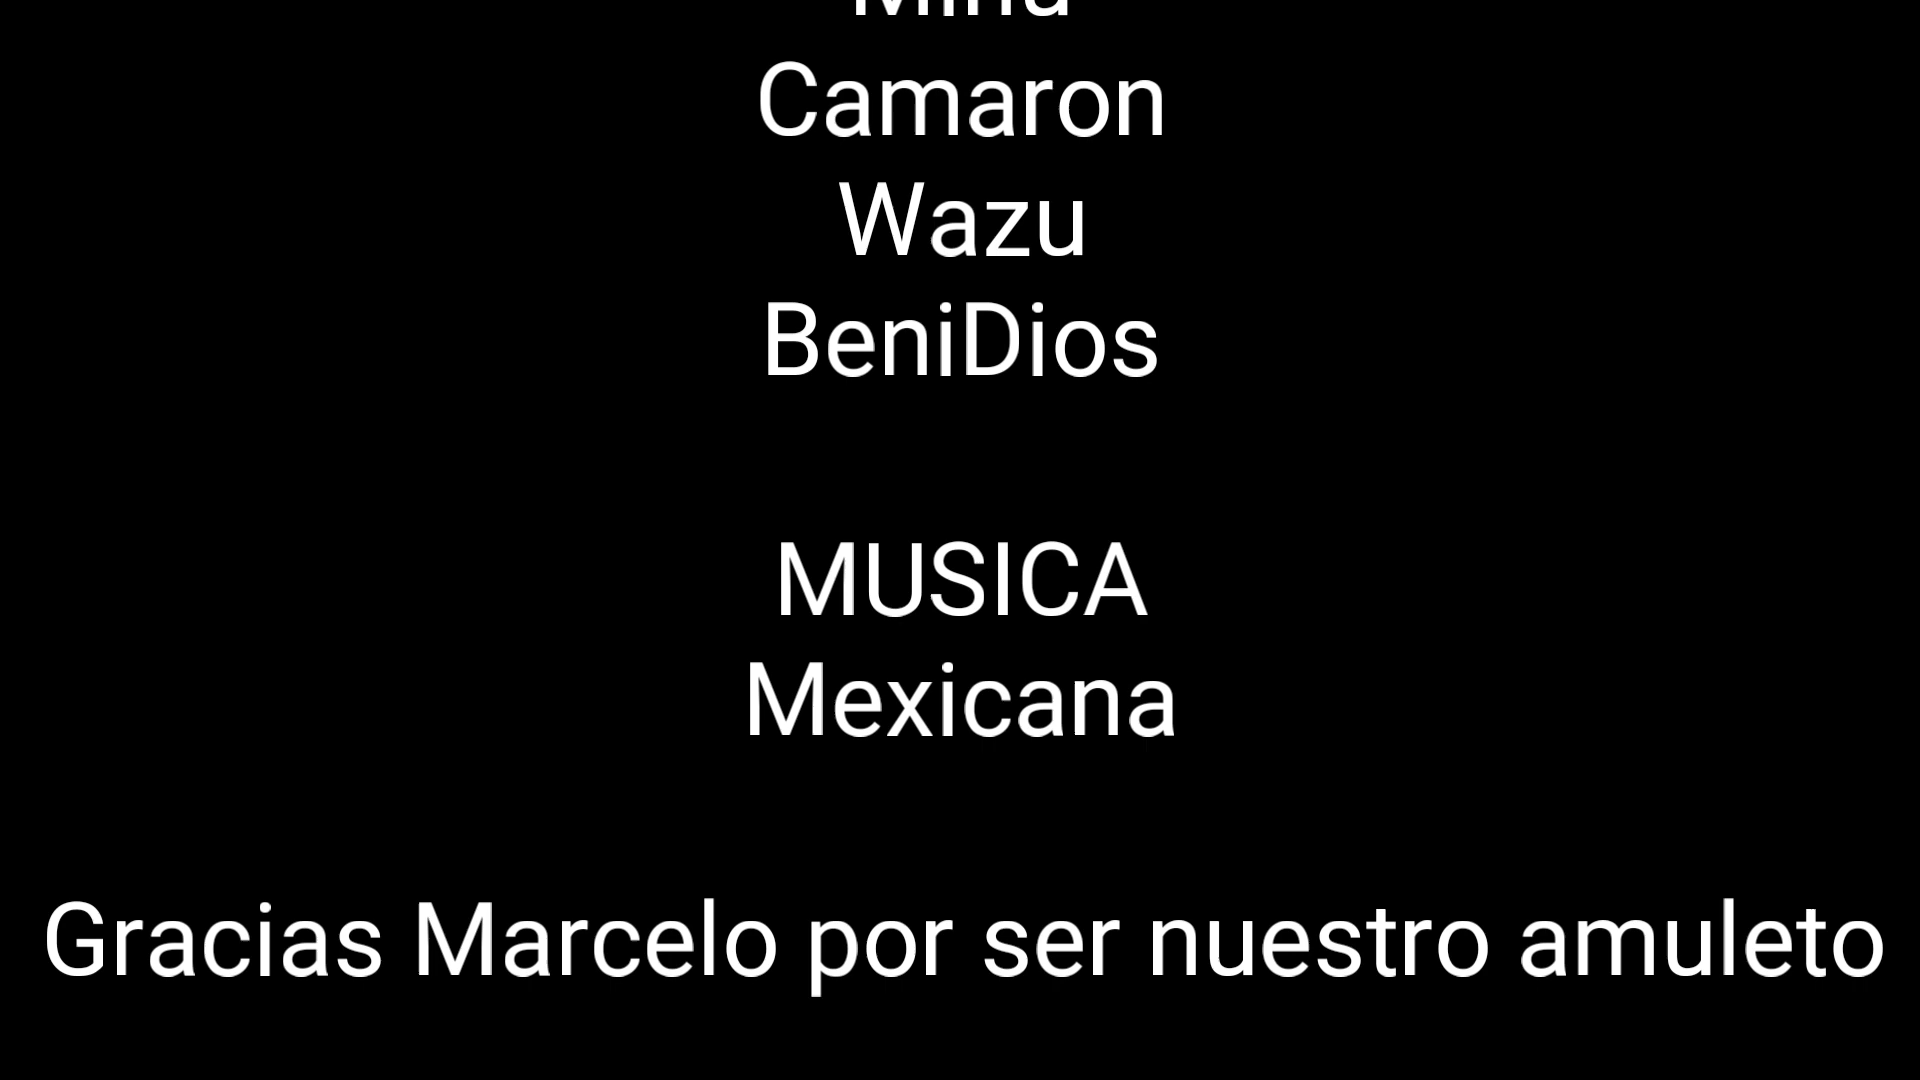 Camaron
Wazu
BeniDios
MUSICA
Mexicana
Gracias Marcelo por ser nuestro amuleto